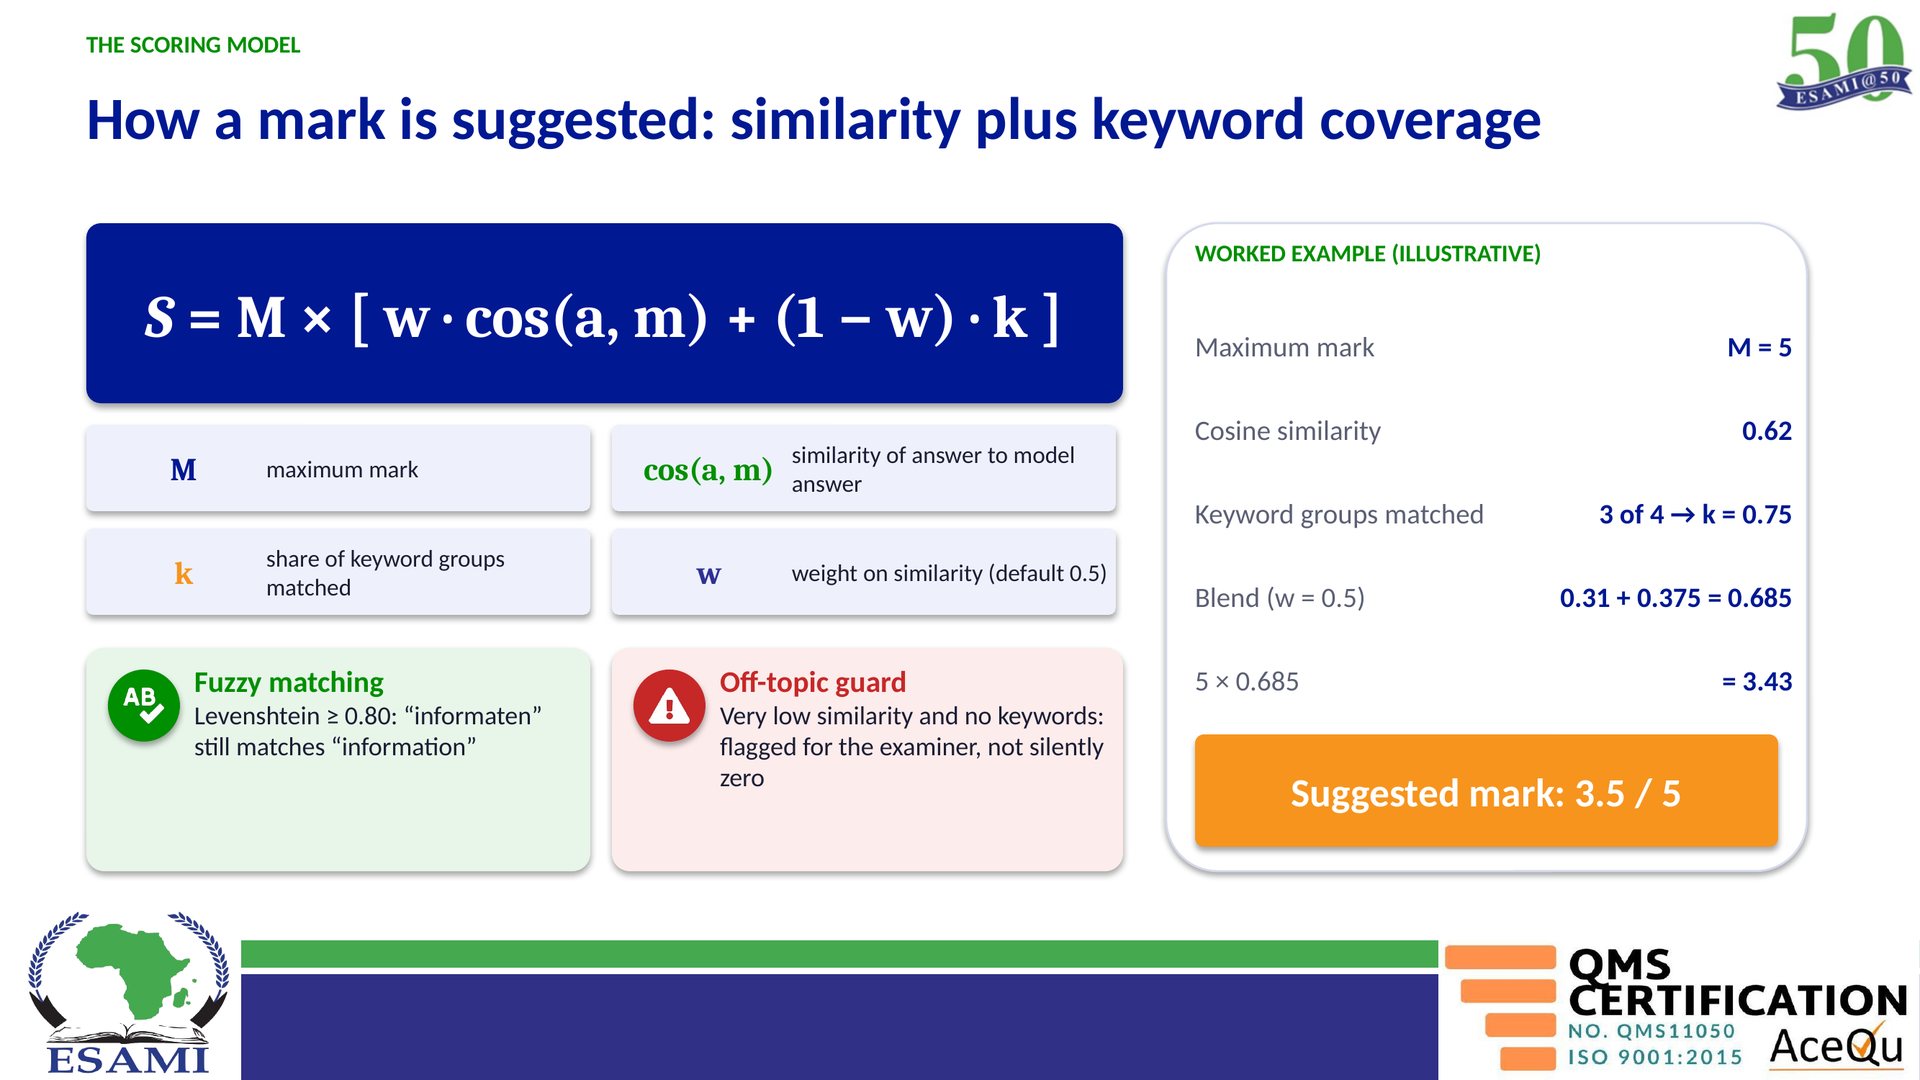 THE SCORING MODEL
50
ESAMI@50
How a mark is suggested: similarity plus keyword coverage
S = M × [ w · cos(a, m) + (1 − w) · k ]
M
maximum mark
cos(a, m)
similarity of answer to model
answer
k
share of keyword groups
matched
w
weight on similarity (default 0.5)
AB
Fuzzy matching
Levenshtein ≥ 0.80: “informaten”
still matches “information”
Off-topic guard
Very low similarity and no keywords:
flagged for the examiner, not silently
zero
WORKED EXAMPLE (ILLUSTRATIVE)
Maximum mark M = 5
Cosine similarity 0.62
Keyword groups matched 3 of 4 → k = 0.75
Blend (w = 0.5) 0.31 + 0.375 = 0.685
5 × 0.685 = 3.43
Suggested mark: 3.5 / 5
ESAMI
QMS
CERTIFICATION
NO. QMS11050
ISO 9001:2015
AceQu